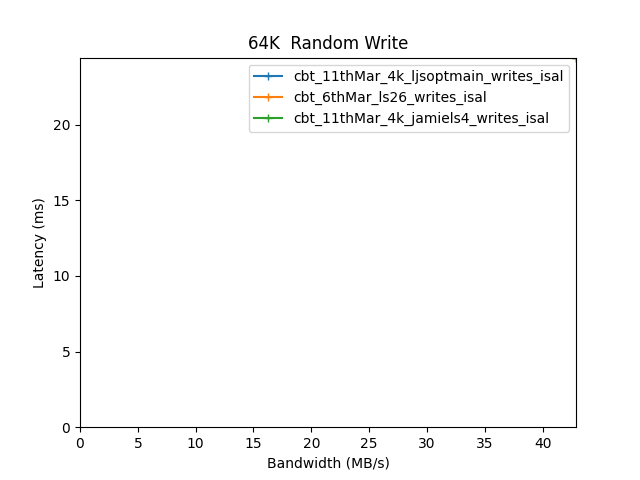 64K  Random Write
cbt_11thMar_4k_ljsoptmain_writes_isal
cbt_6thMar_ls26_writes_isal
cbt_11thMar_4k_jamiels4_writes_isal
20
15
10
5
0
Latency (ms)
0 5 10 15 20 25 30 35 40
Bandwidth (MB/s)